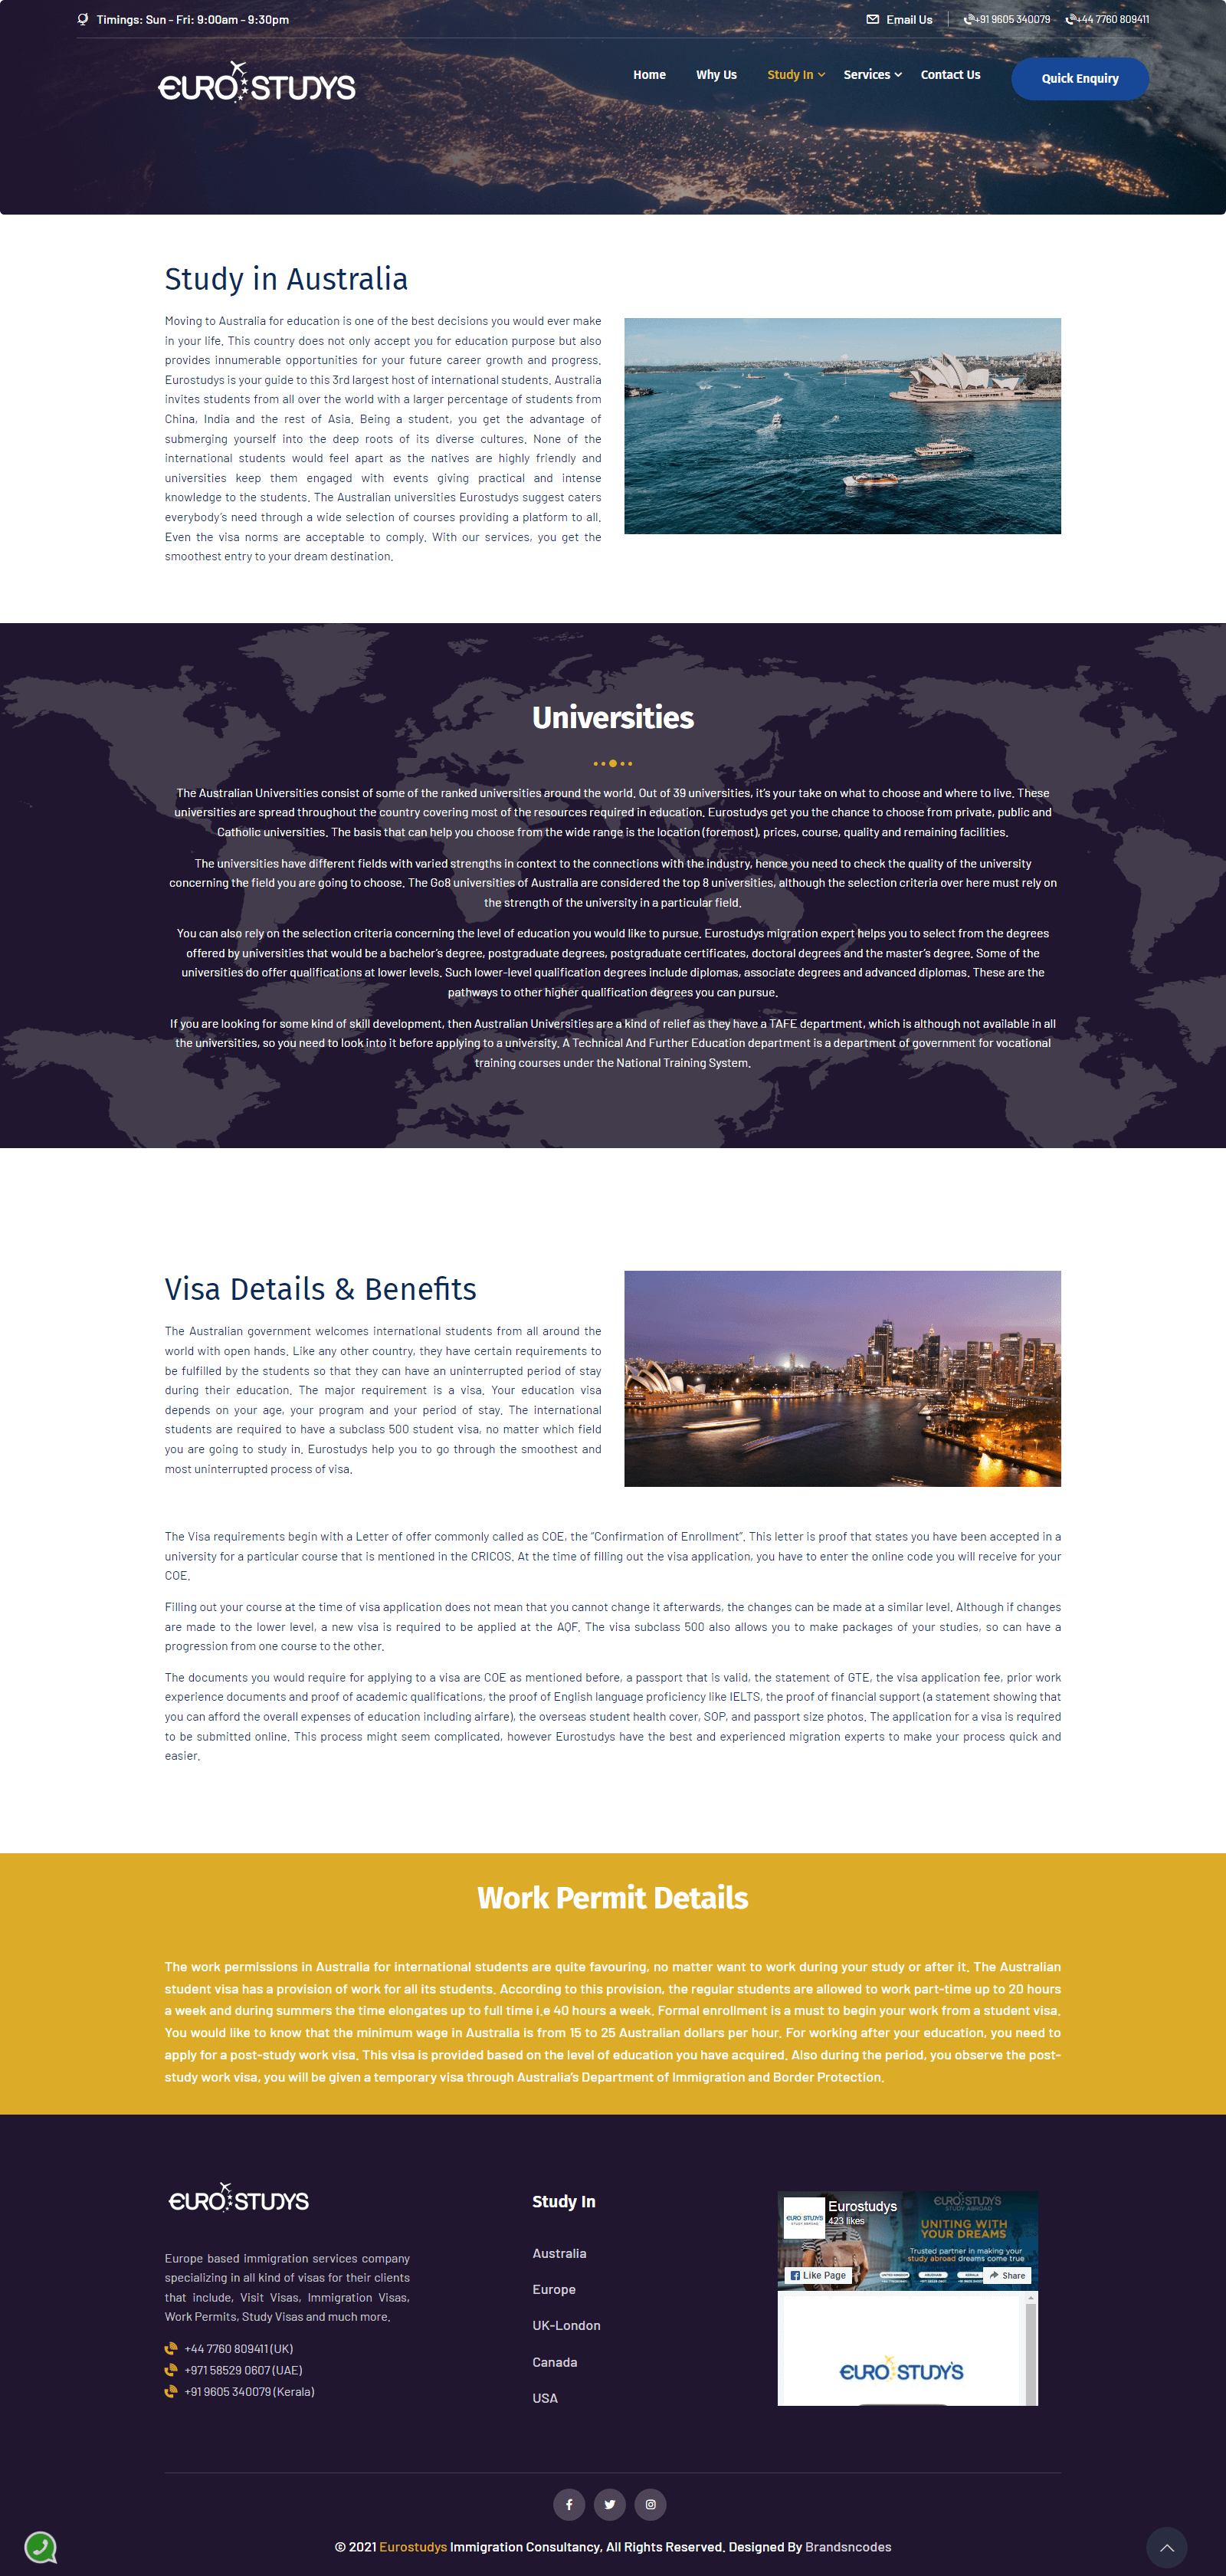 Timings: Sun - Fri: 9:00am - 9:30pm
Email Us
+91 9605 340079
+44 7760 809411
EURO STUDYS
Home
Why Us
Study In
Services
Contact Us
Quick Enquiry
Study in Australia
Moving to Australia for education is one of the best decisions you would ever make
in your life. This country does not only accept you for education purpose but also
provides innumerable opportunities for your future career growth and progress.
Eurostudys is your guide to this 3rd largest host of international students. Australia
invites students from all over the world with a larger percentage of students from
China, India and the rest of Asia. Being a student, you get the advantage of
submerging yourself into the deep roots of its diverse cultures. None of the
international students would feel apart as the natives are highly friendly and
universities keep them engaged with events giving practical and intense
knowledge to the students. The Australian universities Eurostudys suggest caters
everybody's need through a wide selection of courses providing a platform to all.
Even the visa norms are acceptable to comply. With our services, you get the
smoothest entry to your dream destination.
Universities
The Australian Universities consist of some of the ranked universities around the world. Out of 39 universities, it's your take on what to choose and where to live. These
universities are spread throughout the country covering most of the resources required in education. Eurostudys get you the chance to choose from private, public and
Catholic universities. The basis that can help you choose from the wide range is the location (foremost), prices, course, quality and remaining facilities.
The universities have different fields with varied strengths in context to the connections with the industry, hence you need to check the quality of the university
concerning the field you are going to choose. The Go8 universities of Australia are considered the top 8 universities, although the selection criteria over here must rely on
the strength of the university in a particular field.
You can also rely on the selection criteria concerning the level of education you would like to pursue. Eurostudys migration expert helps you to select from the degrees
offered by universities that would be a bachelor's degree, postgraduate degrees, postgraduate certificates, doctoral degrees and the master's degree. Some of the
universities do offer qualifications at lower levels. Such lower-level qualification degrees include diplomas, associate degrees and advanced diplomas. These are the
pathways to other higher qualification degrees you can pursue.
If you are looking for some kind of skill development, then Australian Universities are a kind of relief as they have a TAFE department, which is although not available in all
the universities, so you need to look into it before applying to a university. A Technical And Further Education department is a department of government for vocational
training courses under the National Training System.
Visa Details & Benefits
The Australian government welcomes international students from all around the
world with open hands. Like any other country, they have certain requirements to
be fulfilled by the students so that they can have an uninterrupted period of stay
during their education. The major requirement is a visa. Your education visa
depends on your age, your program and your period of stay. The international
students are required to have a subclass 500 student visa, no matter which field
you are going to study in. Eurostudys help you to go through the smoothest and
most uninterrupted process of visa.
The Visa requirements begin with a Letter of offer commonly called as COE, the "Confirmation of Enrollment". This letter is proof that states you have been accepted in a
university for a particular course that is mentioned in the CRICOS. At the time of filling out the visa application, you have to enter the online code you will receive for your
COE.
Filling out your course at the time of visa application does not mean that you cannot change it afterwards, the changes can be made at a similar level. Although if changes
are made to the lower level, a new visa is required to be applied at the AQF. The visa subclass 500 also allows you to make packages of your studies, so can have a
progression from one course to the other.
The documents you would require for applying to a visa are COE as mentioned before, a passport that is valid, the statement of GTE, the visa application fee, prior work
experience documents and proof of academic qualifications, the proof of English language proficiency like IELTS, the proof of financial support (a statement showing that
you can afford the overall expenses of education including airfare), the overseas student health cover, SOP, and passport size photos. The application for a visa is required
to be submitted online. This process might seem complicated, however Eurostudys have the best and experienced migration experts to make your process quick and
easier.
Work Permit Details
The work permissions in Australia for international students are quite favouring, no matter want to work during your study or after it. The Australian
student visa has a provision of work for all its students. According to this provision, the regular students are allowed to work part-time up to 20 hours
a week and during summers the time elongates up to full time i.e 40 hours a week. Formal enrollment is a must to begin your work from a student visa.
You would like to know that the minimum wage in Australia is from 15 to 25 Australian dollars per hour. For working after your education, you need to
apply for a post-study work visa. This visa is provided based on the level of education you have acquired. Also during the period, you observe the post-
study work visa, you will be given a temporary visa through Australia's Department of Immigration and Border Protection.
EURO STUDYS
Europe based immigration services company
specializing in all kind of visas for their clients
that include, Visit Visas, Immigration Visas,
Work Permits, Study Visas and much more.
+44 7760 809411 (UK)
+971 58529 0607 (UAE)
+91 9605 340079 (Kerala)
Study In
Australia
Europe
UK-London
Canada
USA
EURO STUDYS
STUDY ABROAD
Eurostudys
423 likes
EURO STUDYS
STUDY ABROAD
UNITING WITH
YOUR DREAMS
Trusted partner in making your
study abroad dreams come true
Like Page
Share
EURO STUDYS
© 2021 Eurostudys Immigration Consultancy, All Rights Reserved. Designed By Brandsncodes